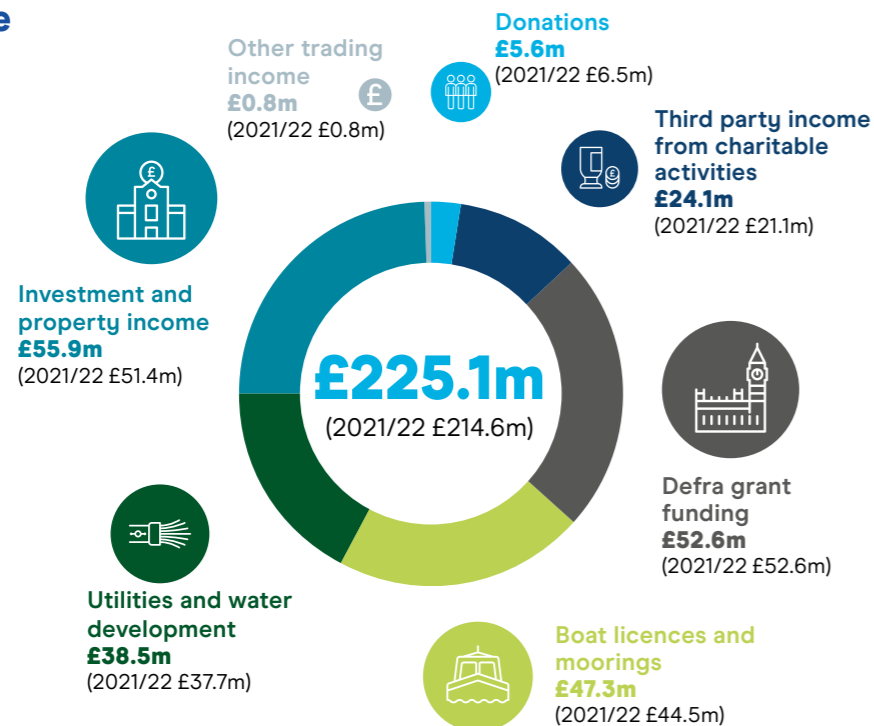 e
Other trading
income
£0.8m
(2021/22 £0.8m)
£
Donations
£5.6m
(2021/22 £6.5m)
Third party income
from charitable
activities
£24.1m
(2021/22 £21.1m)
£
£
Investment and
property income
£55.9m
(2021/22 £51.4m)
£225.1m
(2021/22 £214.6m)
Defra grant
funding
£52.6m
(2021/22 £52.6m)
Utilities and water
development
£38.5m
(2021/22 £37.7m)
Boat licences and
moorings
£47.3m
(2021/22 £44.5m)